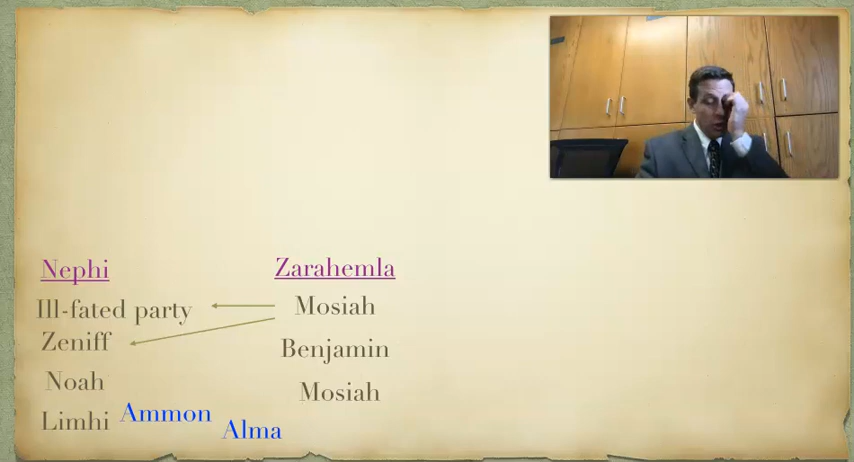 Nephi
Ill-fated party
Zeniff
Noah
Limhi Ammon
Alma
Zarahemla
Mosiah
Benjamin
Mosiah